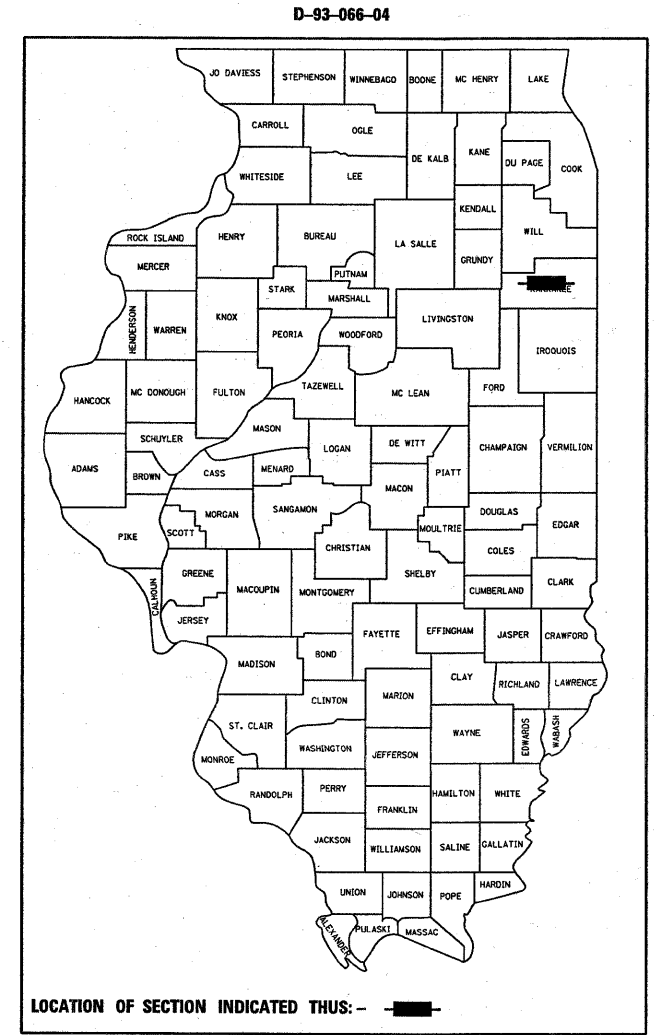 D-93-066-04
JO DAVIESS
STEPHENSON
WINNEBAGO
BOONE
MC HENRY
LAKE
CARROLL
OGLE
DE KALB
KANE
DU PAGE
COOK
WHITESIDE
LEE
KENDALL
ROCK ISLAND
HENRY
BUREAU
LA SALLE
WILL
GRUNDY
MERCER
PUTNAM
STARK
MARSHALL
KANKAKEE
HENDERSON
WARREN
KNOX
PEORIA
WOODFORD
LIVINGSTON
IROQUOIS
HANCOCK
MC DONOUGH
FULTON
TAZEWELL
MC LEAN
FORD
MASON
SCHUYLER
LOGAN
DE WITT
CHAMPAIGN
VERMILION
ADAMS
BROWN
CASS
MENARD
PIATT
MACON
MORGAN
SANGAMON
DOUGLAS
EDGAR
PIKE
SCOTT
MOULTRIE
CHRISTIAN
COLES
SHELBY
GREENE
MACOUPIN
MONTGOMERY
CUMBERLAND
CLARK
CALHOUN
JERSEY
FAYETTE
EFFINGHAM
JASPER
CRAWFORD
MADISON
BOND
CLAY
RICHLAND
LAWRENCE
CLINTON
MARION
ST. CLAIR
WAYNE
EDWARDS
WABASH
WASHINGTON
JEFFERSON
MONROE
RANDOLPH
PERRY
HAMILTON
WHITE
FRANKLIN
JACKSON
WILLIAMSON
SALINE
GALLATIN
UNION
JOHNSON
POPE
HARDIN
ALEXANDER
PULASKI
MASSAC
LOCATION OF SECTION INDICATED THUS: -